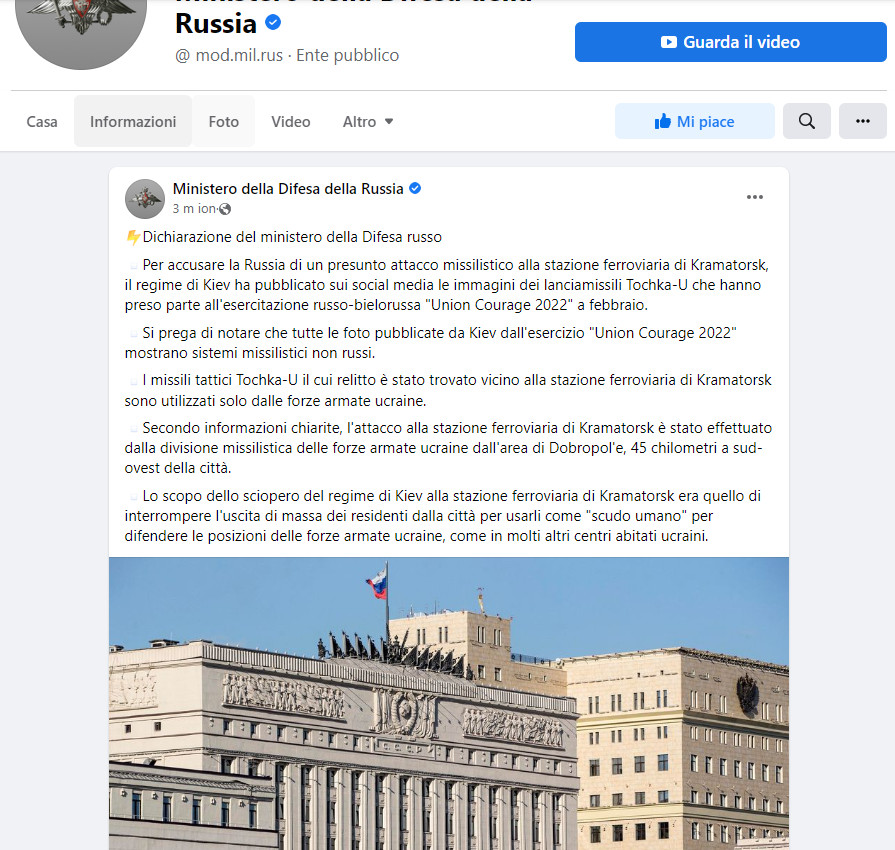 Russia
@ mod.mil.rus · Ente pubblico
Guarda il video
Casa
Informazioni
Foto
Video
Altro
Mi piace
Ministero della Difesa della Russia
3 m ion·
⚡Dichiarazione del ministero della Difesa russo
Per accusare la Russia di un presunto attacco missilistico alla stazione ferroviaria di Kramatorsk,
il regime di Kiev ha pubblicato sui social media le immagini dei lanciamissili Tochka-U che hanno
preso parte all'esercitazione russo-bielorussa "Union Courage 2022" a febbraio.
Si prega di notare che tutte le foto pubblicate da Kiev dall'esercizio "Union Courage 2022"
mostrano sistemi missilistici non russi.
I missili tattici Tochka-U il cui relitto è stato trovato vicino alla stazione ferroviaria di Kramatorsk
sono utilizzati solo dalle forze armate ucraine.
Secondo informazioni chiarite, l'attacco alla stazione ferroviaria di Kramatorsk è stato effettuato
dalla divisione missilistica delle forze armate ucraine dall'area di Dobropol'e, 45 chilometri a sud-
ovest della città.
Lo scopo dello sciopero del regime di Kiev alla stazione ferroviaria di Kramatorsk era quello di
interrompere l'uscita di massa dei residenti dalla città per usarli come "scudo umano" per
difendere le posizioni delle forze armate ucraine, come in molti altri centri abitati ucraini.
СССР